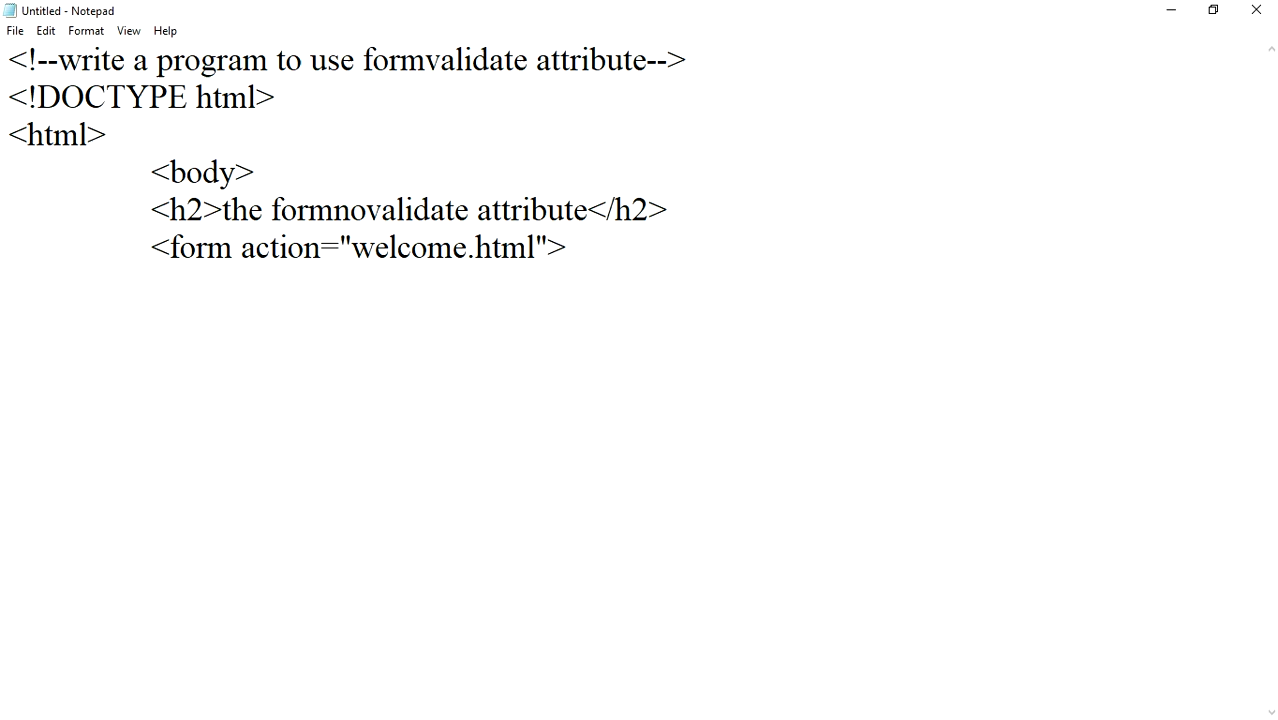 Untitled - Notepad
File Edit Format View Help
<!--write a program to use formvalidate attribute-->
<!DOCTYPE html>
<html>
<body>
<h2>the formnovalidate attribute</h2>
<form action="welcome.html">